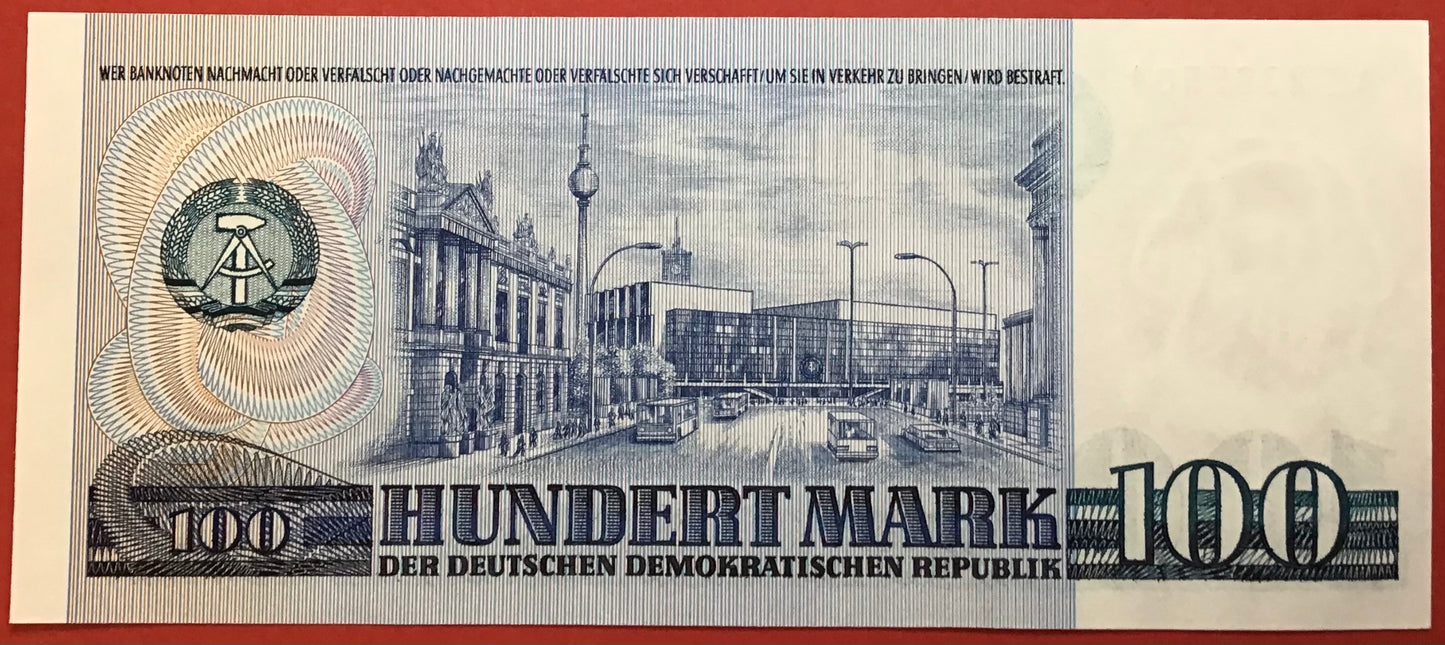 WER BANKNOTEN NACHMACHT ODER VERFÄLSCHT ODER NACHGEMACHTE ODER VERFÄLSCHTE SICH VERSCHAFFT/UM SIE IN VERKEHR ZU BRINGEN/WIRD BESTRAFT.
100
HUNDERT MARK
DER DEUTSCHEN DEMOKRATISCHEN REPUBLIK
100